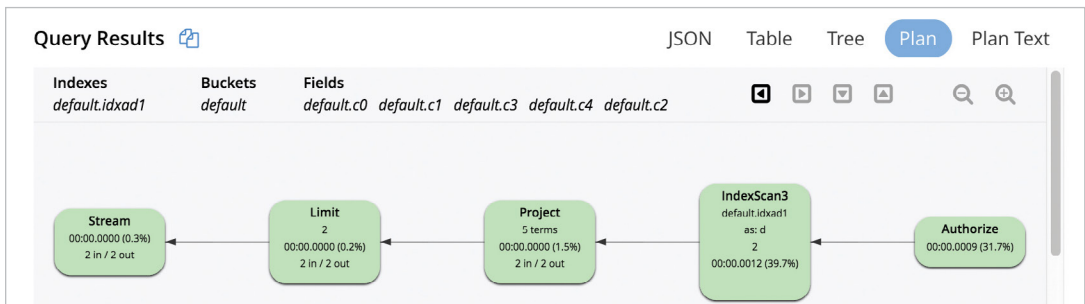 Query Results JSON Table Tree Plan Plan Text
Indexes Buckets Fields
default.idxad1 default default.c0 default.c1 default.c3 default.c4 default.c2
Stream
00:00.0000 (0.3%)
2 in / 2 out
Limit
2
00:00.0000 (0.2%)
2 in / 2 out
Project
5 terms
00:00.0000 (1.5%)
2 in / 2 out
IndexScan3
default.idxad1
as: d
2
00:00.0012 (39.7%)
Authorize
00:00.0009 (31.7%)